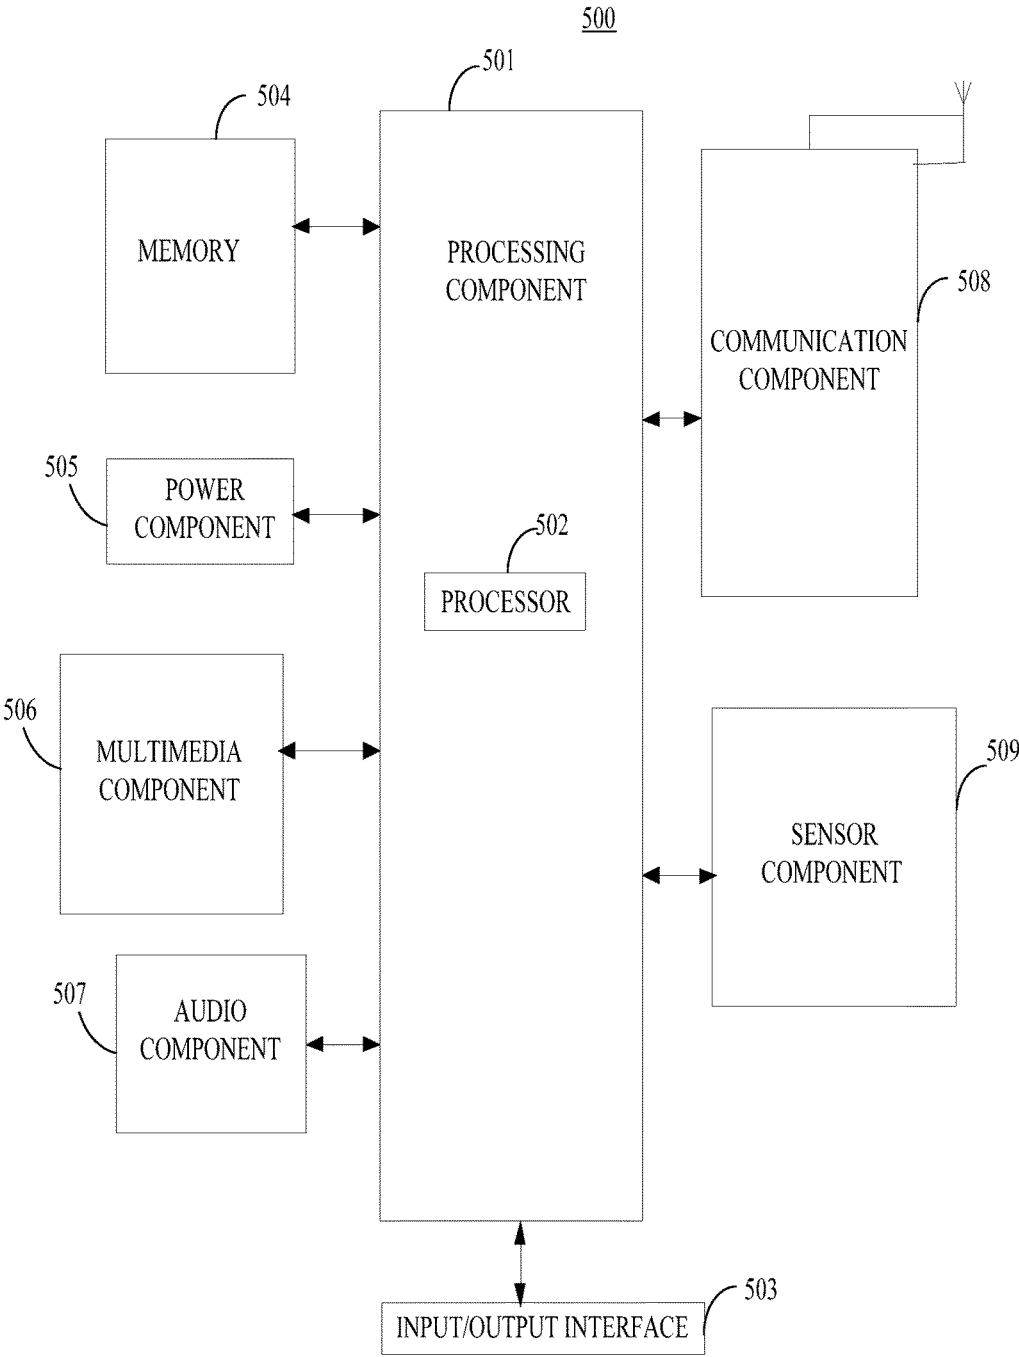 500
501
504
MEMORY
PROCESSING
COMPONENT
508
COMMUNICATION
COMPONENT
505
POWER
COMPONENT
502
PROCESSOR
506
MULTIMEDIA
COMPONENT
509
SENSOR
COMPONENT
507
AUDIO
COMPONENT
503
INPUT/OUTPUT INTERFACE